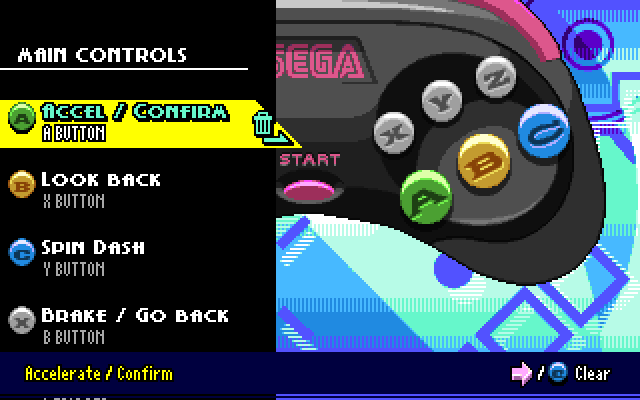 MAIN CONTROLS
A ACCEL / CONFIRM
A BUTTON
B LOOK BACK
X BUTTON
C SPIN DASH
Y BUTTON
X BRAKE / GO BACK
B BUTTON
Accelerate / Confirm
SEGA
START
X Y Z
A B C
/ C Clear